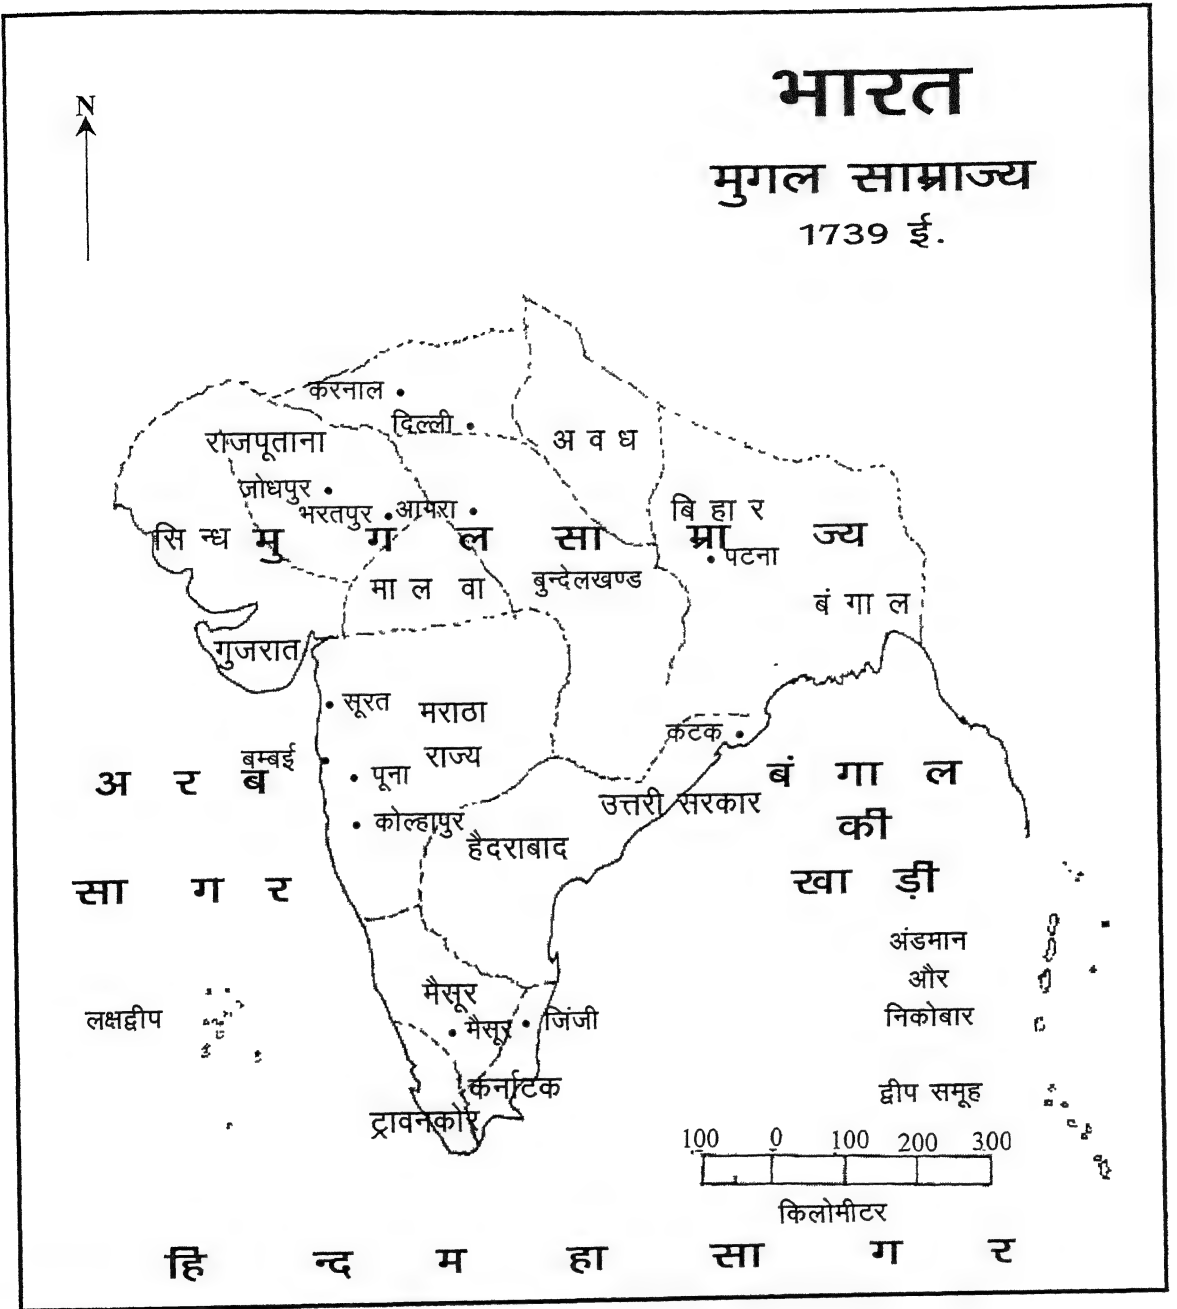 भारत
N
मुगल साम्राज्य
1739 ई.
करनाल
दिल्ली
राजपूताना
अ व ध
जोधपुर
भरतपुर
आगरा
बि हा र
सि न्ध
मु ग ल सा म्रा ज्य
पटना
मा ल वा
बुन्देलखण्ड
बं गा ल
गुजरात
सूरत
मराठा
राज्य
कटक
बम्बई
पूना
अ र ब
सा ग र
बं गा ल
की
खा ड़ी
उत्तरी सरकार
कोल्हापुर
हैदराबाद
अंडमान
और
निकोबार
द्वीप समूह
लक्षद्वीप
मैसूर
मैसूर
जिंजी
कर्नाटक
ट्रावनकोर
100 0 100 200 300
किलोमीटर
हि न्द म हा सा ग र